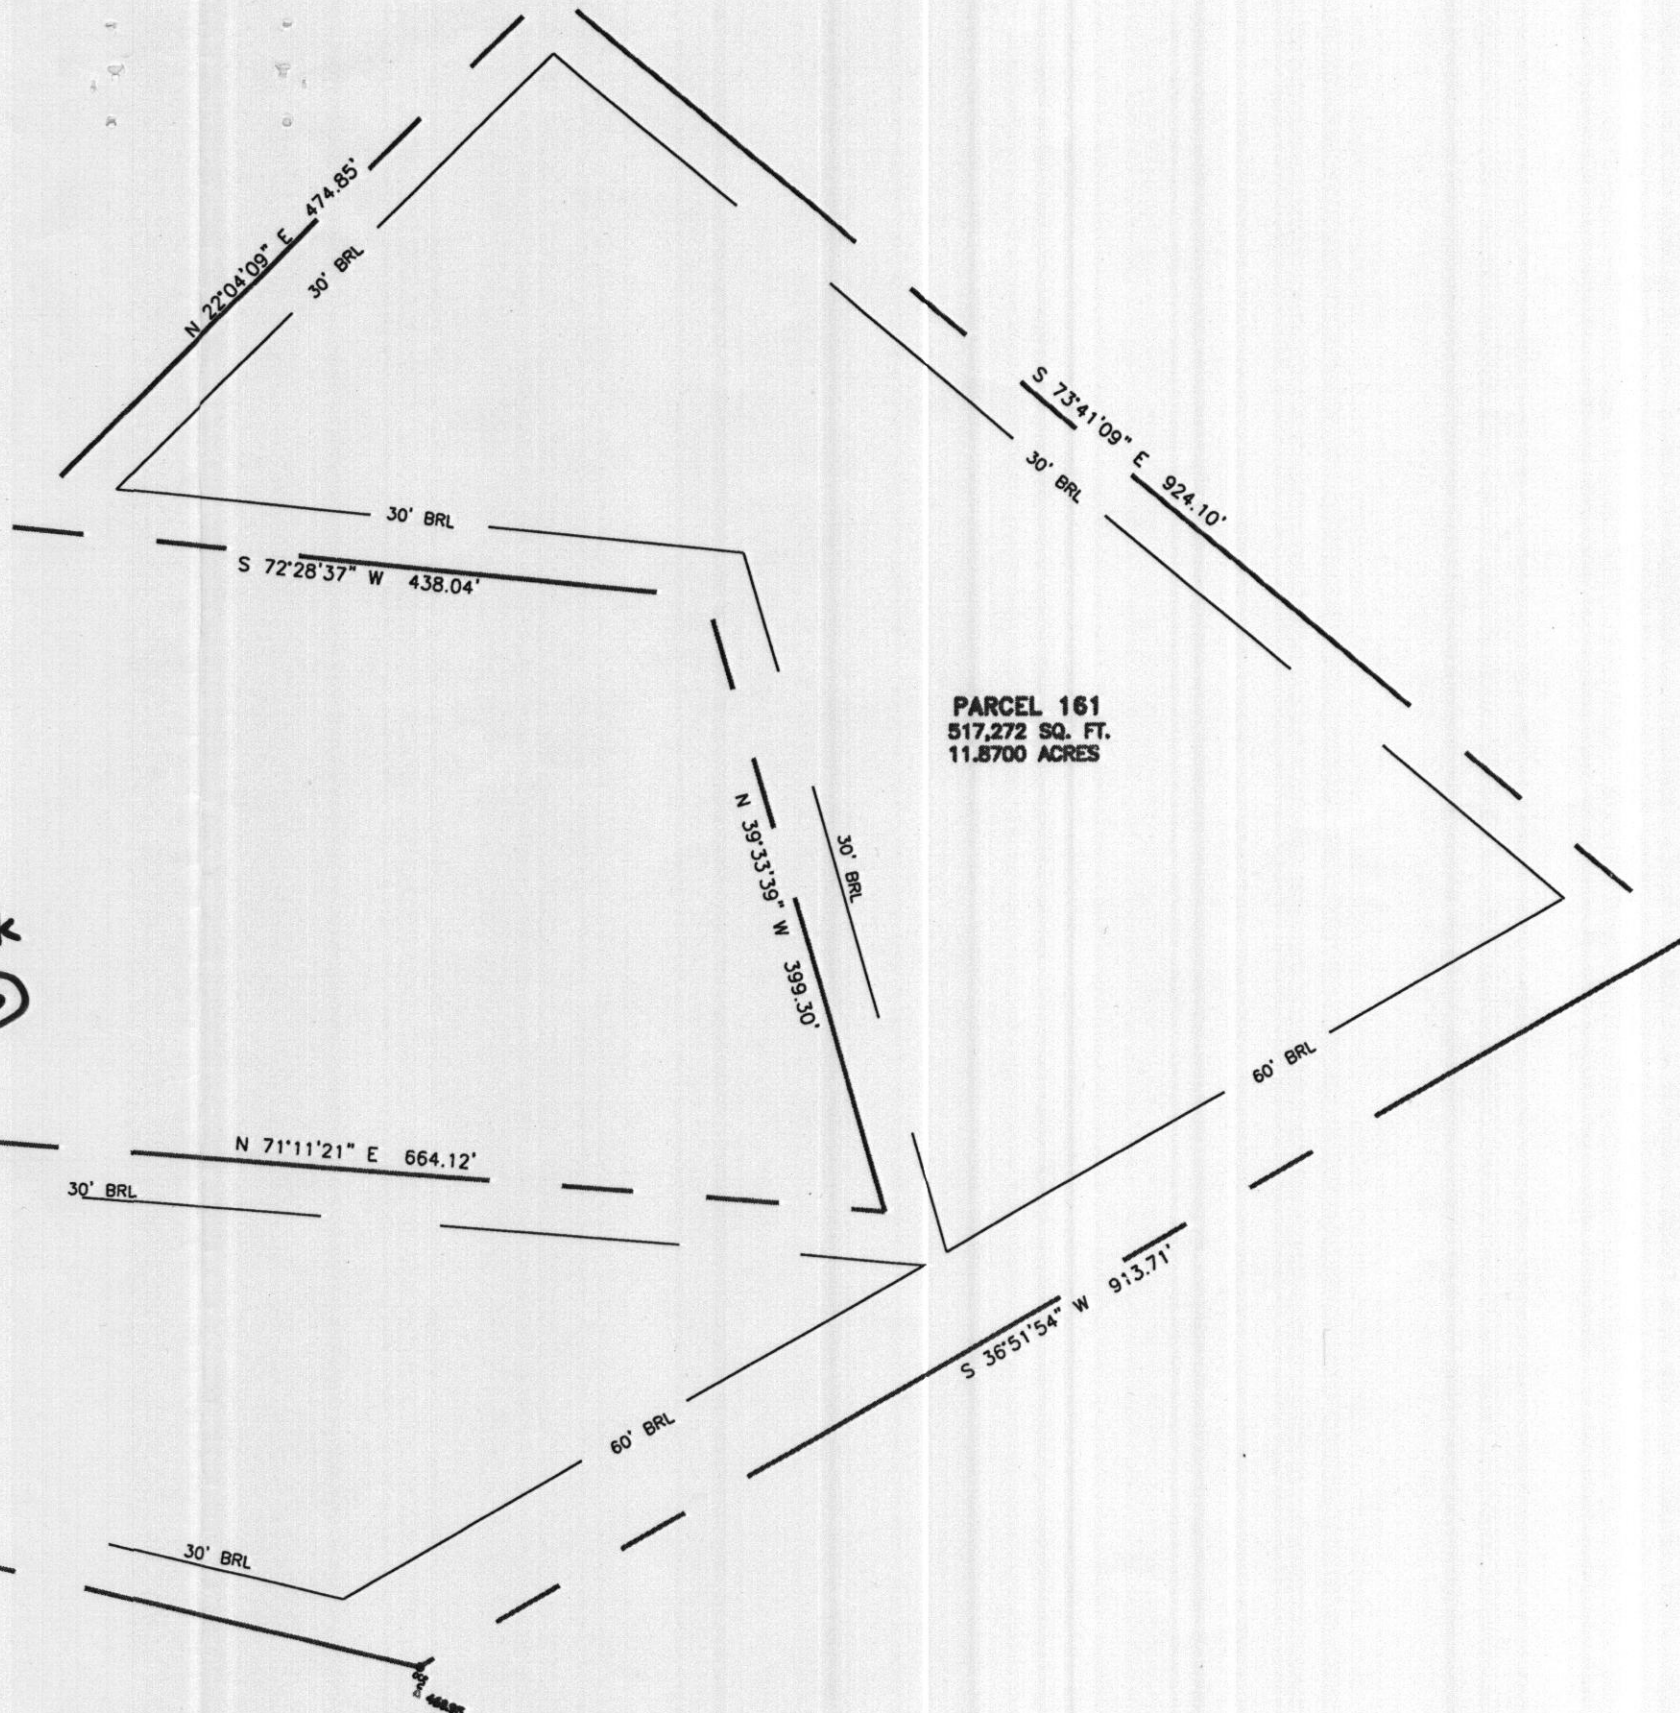 N 22°04'09" E 474.85'
30' BRL
S 73°41'09" E 924.10'
30' BRL
30' BRL
S 72°28'37" W 438.04'
PARCEL 161
517,272 SQ. FT.
11.8700 ACRES
N 39°33'39" W 399.30'
30' BRL
60' BRL
N 71°11'21" E 664.12'
30' BRL
S 36°51'54" W 913.71'
60' BRL
30' BRL